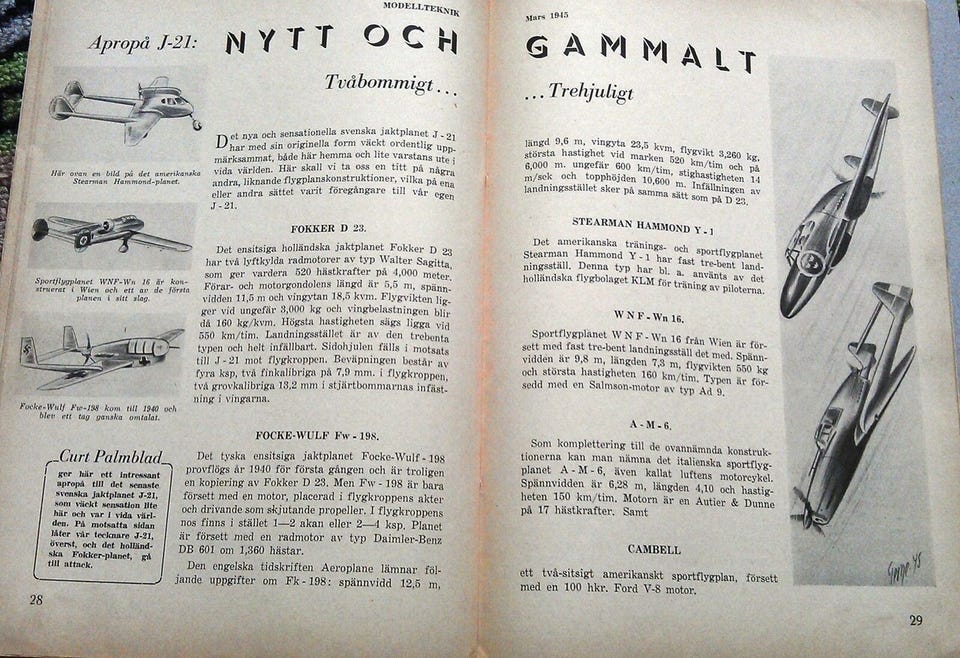 MODELLTEKNIK
Apropå J-21:
NYTT OCH
Tvåbommigt...
Här ovan en bild på det amerikanska
Stearman Hammond-planet.
Sportflygplanet WNF-Wn 16 är kon-
struerat i Wien och ett av de första
planen i sitt slag.
Focke-Wulf Fw-198 kom till 1940 och
blev ett tag ganska omtalat.
Curt Palmblad
ger här ett intressant
apropå till det senaste
svenska jaktplanet J-21,
som väckt sensation lite
här och var i vida värl-
den. På motsatta sidan
låter vår tecknare J-21,
överst, och det holländ-
ska Fokker-planet, gå
till attack.
Det nya och sensationella svenska jaktplanet J-21
har med sin originella form väckt ordentlig upp-
märksammat, både här hemma och lite varstans ute i
vida världen. Här skall vi ta oss en titt på några
andra, liknande flygplanskonstruktioner, vilka på ena
eller andra sättet varit föregångare till vår egen
J-21.
FOKKER D 23.
Det ensitsiga holländska jaktplanet Fokker D 23
har två lyftkylda radmotorer av typ Walter Sagitta,
som ger vardera 520 hästkrafter på 4,000 meter.
Förar- och motorgondolens längd är 5,5 m, spänn-
vidden 11,5 m och vingytan 18,5 kvm. Flygvikten lig-
ger vid ungefär 3,000 kg och vingbelastningen blir
då 160 kg/kvm. Högsta hastigheten sägs ligga vid
550 km/tim. Landningsstället är av den trebenta
typen och helt infällbart. Sidohjulen fälls i motsats
till J-21 mot flygkroppen. Beväpningen består av
fyra ksp, två finkalibriga på 7,9 mm. i flygkroppen,
två grovkalibriga 13,2 mm i stjärtbommarnas infäst-
ning i vingarna.
FOCKE-WULF Fw-198.
Det tyska ensitsiga jaktplanet Focke-Wulf-198
provflögs år 1940 för första gången och är troligen
en kopiering av Fokker D 23. Men Fw-198 är bara
försett med en motor, placerad i flygkroppens akter
och drivande som skjutande propeller. I flygkroppens
nos finns i stället 1—2 akan eller 2—4 ksp. Planet
är försett med en radmotor av typ Daimler-Benz
DB 601 om 1,360 hästar.
Den engelska tidskriften Aeroplane lämnar föl-
jande uppgifter om Fk-198: spännvidd 12,5 m,
28
Mars 1945
GAMMALT
...Trehjuligt
längd 9,6 m, vingyta 23,5 kvm, flygvikt 3,260 kg,
största hastighet vid marken 520 km/tim och på
6,000 m. ungefär 600 km/tim, stighastigheten 14
m/sek och topphöjden 10,600 m. Infällningen av
landningsstället sker på samma sätt som på D 23.
STEARMAN HAMMOND Y-1
Det amerikanska tränings- och sportflygplanet
Stearman Hammond Y-1 har fast tre-bent land-
ningsställ. Denna typ har bl. a. använts av det
holländska flygbolaget KLM för träning av piloterna.
WNF-Wn 16.
Sportflygplanet WNF-Wn 16 från Wien är för-
sett med fast tre-bent landningsställ det med. Spänn-
vidden är 9,8 m, längden 7,3 m, flygvikten 550 kg
och största hastigheten 160 km/tim. Typen är för-
sedd med en Salmson-motor av typ Ad 9.
A-M-6.
Som komplettering till de ovannämnda konstruk-
tionerna kan man nämna det italienska sportflyg-
planet A-M-6, även kallat luftens motorcykel.
Spännvidden är 6,28 m, längden 4,10 och hastig-
heten 150 km/tim. Motorn är en Autier & Dunne
på 17 hästkrafter. Samt
CAMBELL
ett två-sitsigt amerikanskt sportflygplan, försett
med en 100 hkr. Ford V-8 motor.
29